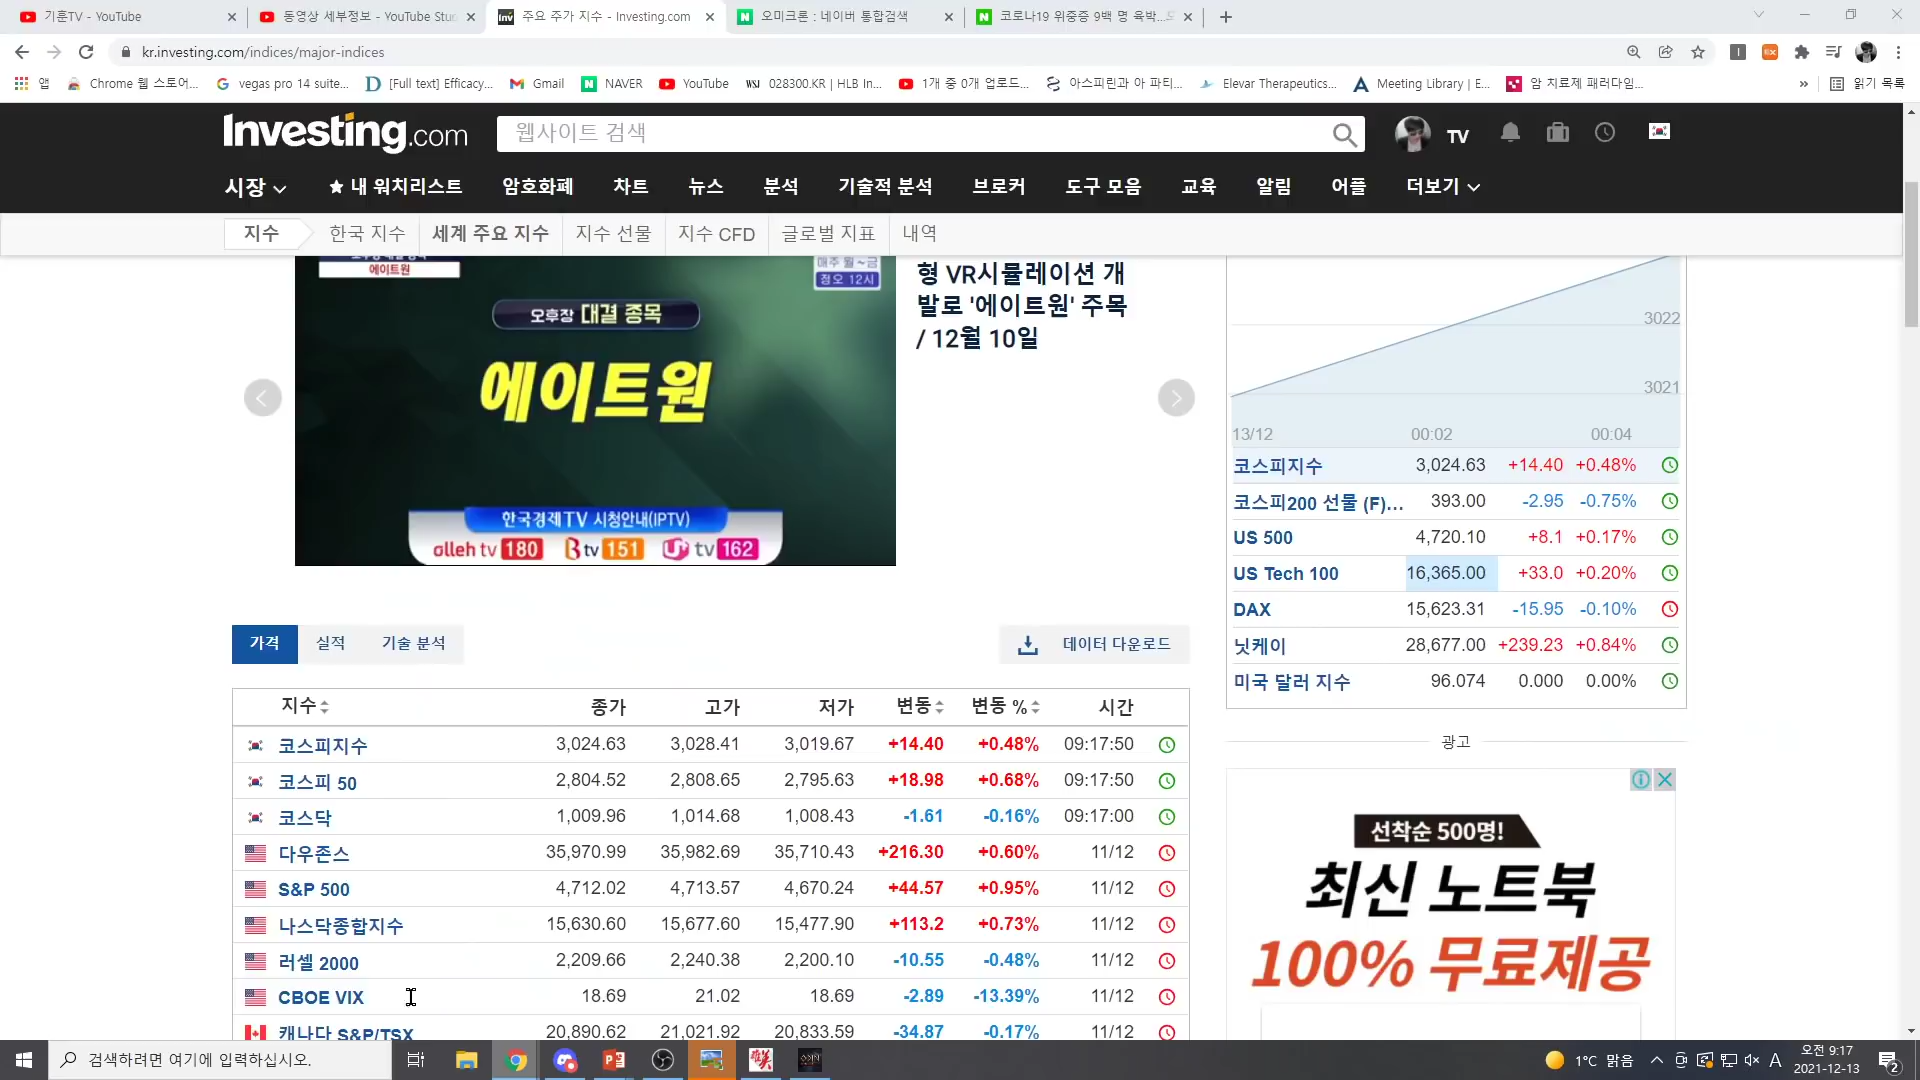 기훈TV - YouTube
동영상 세부정보 - YouTube Stu
주요 주가 지수 - Investing.com
오미크론 : 네이버 통합검색
코로나19 위중증 9백 명 육박...
kr.investing.com/indices/major-indices
앱
Chrome 웹 스토어...
vegas pro 14 suite...
[Full text] Efficacy...
Gmail
NAVER
YouTube
WSJ 028300.KR | HLB In...
1개 중 0개 업로드...
아스피린과 아 파티...
Elevar Therapeutics...
Meeting Library | E...
암 치료제 패러다임...
»
읽기 목록
Investing.com
웹사이트 검색
TV
시장
★ 내 워치리스트
암호화폐
차트
뉴스
분석
기술적 분석
브로커
도구 모음
교육
알림
어플
더보기
지수
한국 지수
세계 주요 지수
지수 선물
지수 CFD
글로벌 지표
내역
에이트원
매주 월~금
정오 12시
오후장 대결 종목
에이트원
한국경제TV 시청안내(IPTV)
olleh tv 180 B tv 151 U+ tv 162
형 VR시뮬레이션 개
발로 '에이트원' 주목
/ 12월 10일
3022
3021
13/12 00:02 00:04
코스피지수 3,024.63 +14.40 +0.48%
코스피200 선물 (F)... 393.00 -2.95 -0.75%
US 500 4,720.10 +8.1 +0.17%
US Tech 100 16,365.00 +33.0 +0.20%
DAX 15,623.31 -15.95 -0.10%
닛케이 28,677.00 +239.23 +0.84%
미국 달러 지수 96.074 0.000 0.00%
가격 실적 기술 분석
데이터 다운로드
지수 종가 고가 저가 변동 변동 % 시간
코스피지수 3,024.63 3,028.41 3,019.67 +14.40 +0.48% 09:17:50
코스피 50 2,804.52 2,808.65 2,795.63 +18.98 +0.68% 09:17:50
코스닥 1,009.96 1,014.68 1,008.43 -1.61 -0.16% 09:17:00
다우존스 35,970.99 35,982.69 35,710.43 +216.30 +0.60% 11/12
S&P 500 4,712.02 4,713.57 4,670.24 +44.57 +0.95% 11/12
나스닥종합지수 15,630.60 15,677.60 15,477.90 +113.2 +0.73% 11/12
러셀 2000 2,209.66 2,240.38 2,200.10 -10.55 -0.48% 11/12
CBOE VIX 18.69 21.02 18.69 -2.89 -13.39% 11/12
캐나다 S&P/TSX 20,890.62 21,021.92 20,833.59 -34.87 -0.17% 11/12
광고
선착순 500명!
최신 노트북
100% 무료제공
검색하려면 여기에 입력하십시오.
1°C 맑음
A
오전 9:17
2021-12-13
2